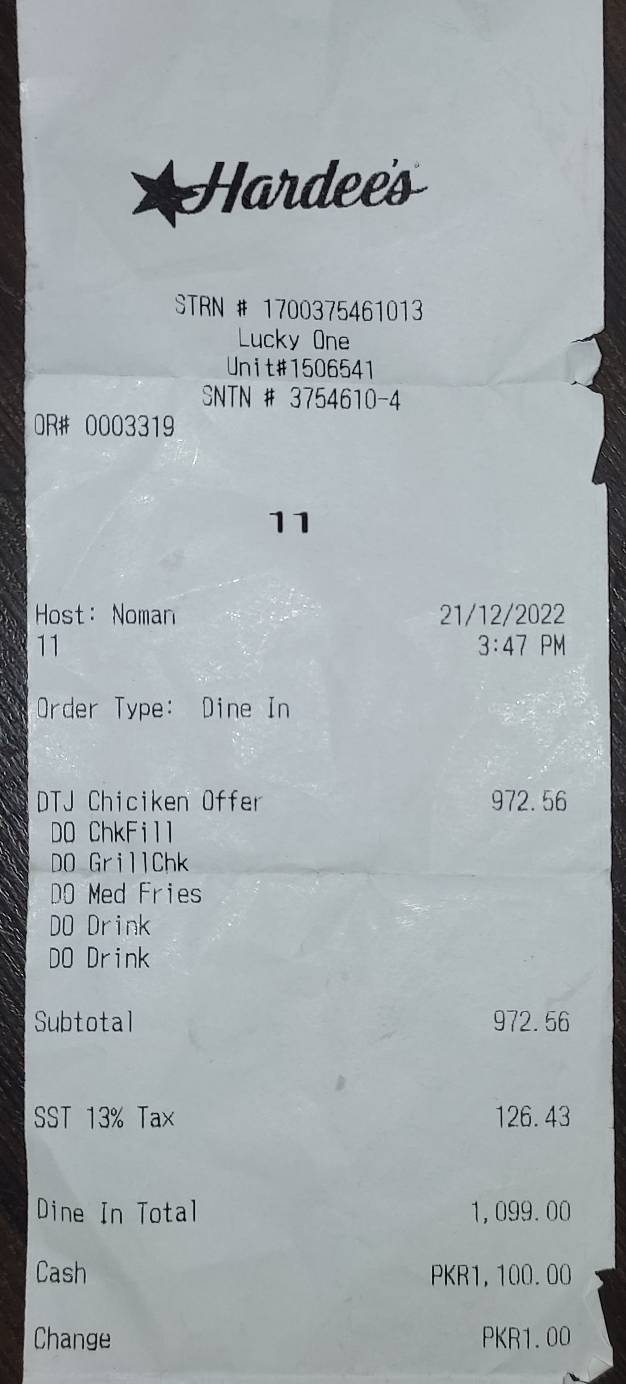 Hardee's
STRN # 1700375461013
Lucky One
Unit#1506541
SNTN # 3754610-4
OR# 0003319
11
Host: Noman 21/12/2022
11 3:47 PM
Order Type: Dine In
DTJ Chiciken Offer 972.56
DO ChkFill
DO GrillChk
DO Med Fries
DO Drink
DO Drink
Subtotal 972.56
SST 13% Tax 126.43
Dine In Total 1,099.00
Cash PKR1,100.00
Change PKR1.00